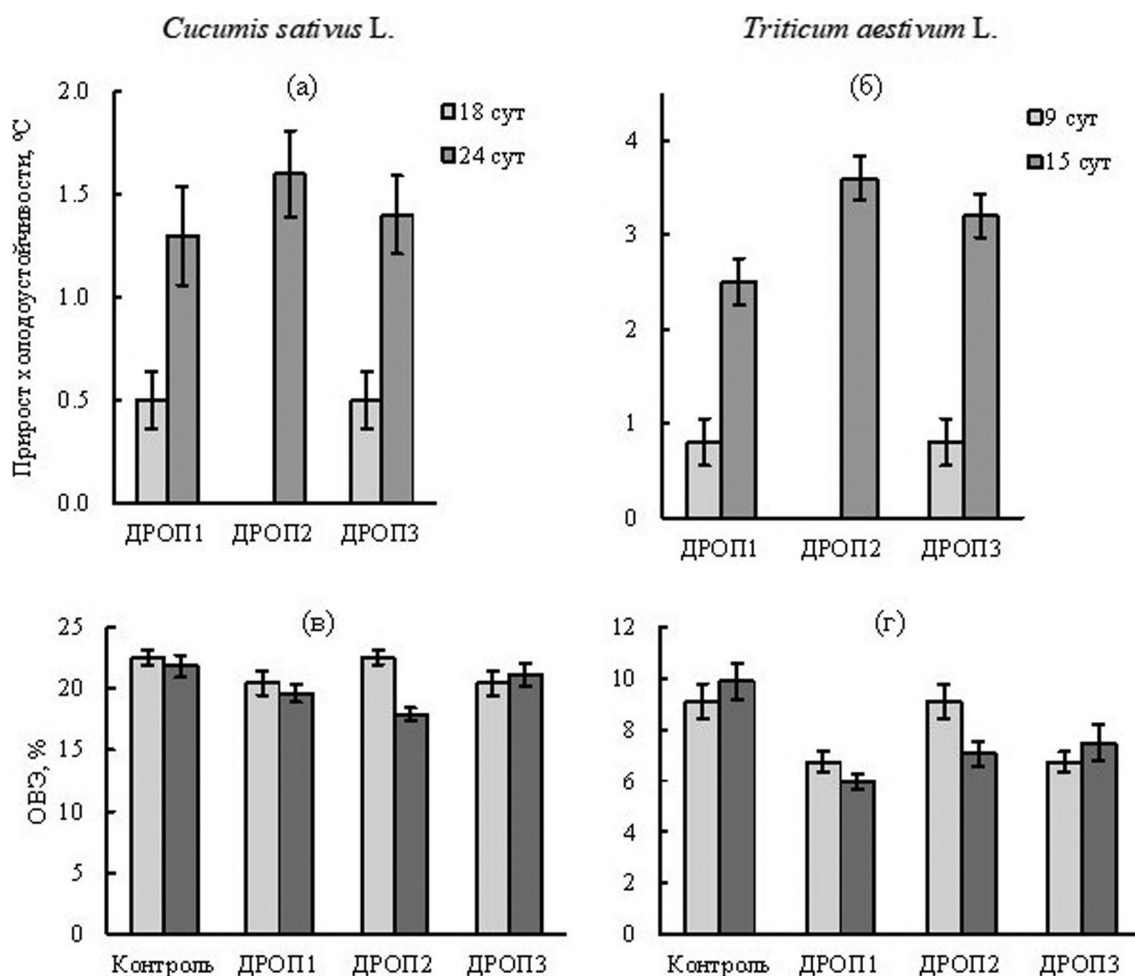 Cucumis sativus L.
Triticum aestivum L.
(а)
Прирост холодоустойчивости, °С
2.0
1.5
1.0
0.5
0.0
18 сут
24 сут
ДРОП1 ДРОП2 ДРОП3
(б)
4
3
2
1
0
9 сут
15 сут
ДРОП1 ДРОП2 ДРОП3
(в)
ОВЭ, %
25
20
15
10
5
0
Контроль ДРОП1 ДРОП2 ДРОП3
(г)
12
10
8
6
4
2
0
Контроль ДРОП1 ДРОП2 ДРОП3